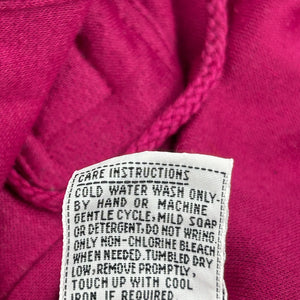 CARE INSTRUCTIONS
COLD WATER WASH ONLY-
BY HAND OR MACHINE
GENTLE CYCLE, MILD SOAP
OR DETERGENT, DO NOT WRING.
ONLY NON-CHLORINE BLEACH
WHEN NEEDED. TUMBLED DRY
LOW, REMOVE PROMPTLY,
TOUCH UP WITH COOL
IRON, IF REQUIRED